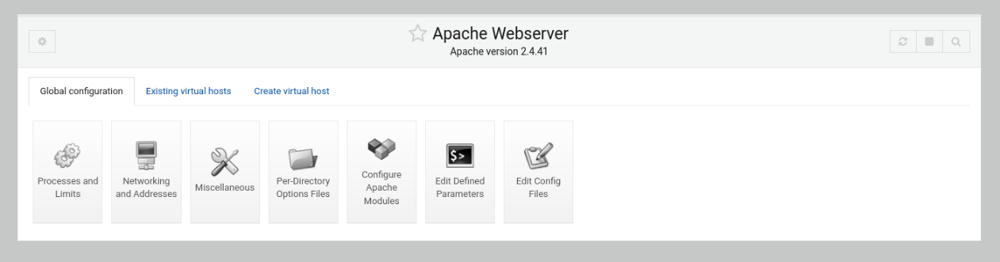 Apache Webserver
Apache version 2.4.41
Global configuration
Existing virtual hosts
Create virtual host
Processes and
Limits
Networking
and Addresses
Miscellaneous
Per-Directory
Options Files
Configure
Apache
Modules
$>
Edit Defined
Parameters
Edit Config
Files